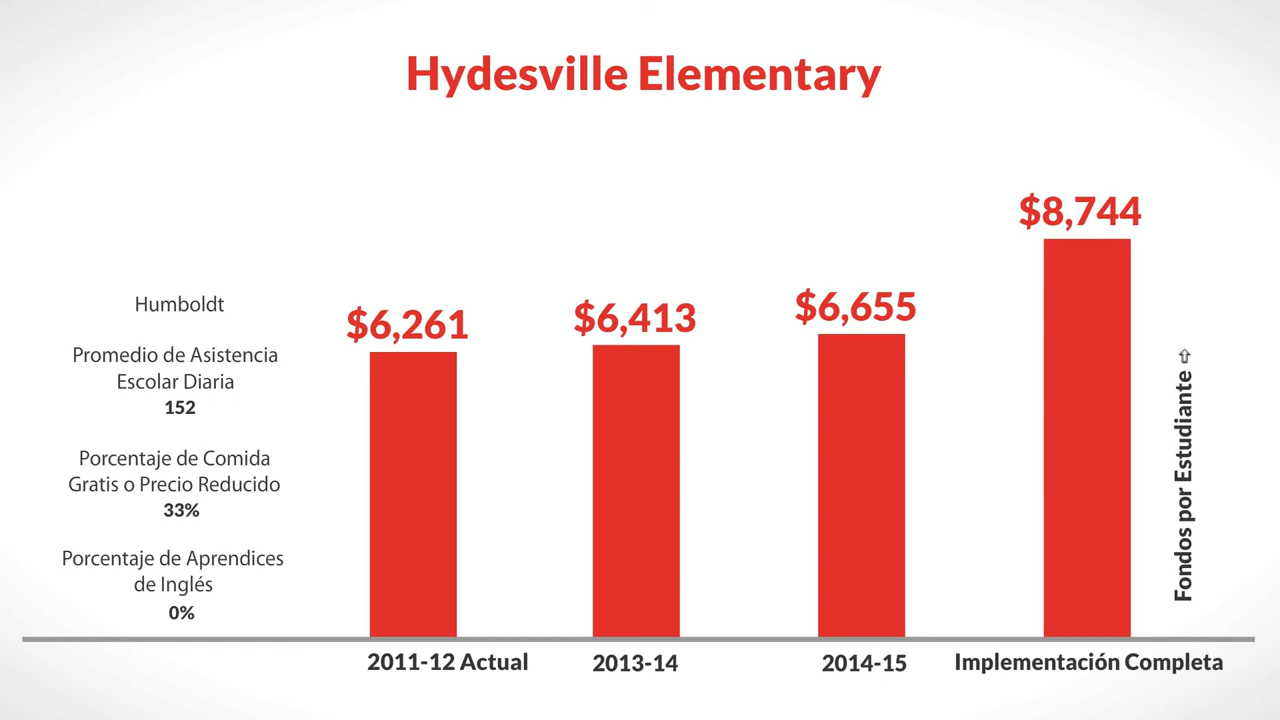 Hydesville Elementary
Humboldt
Promedio de Asistencia
Escolar Diaria
152
Porcentaje de Comida
Gratis o Precio Reducido
33%
Porcentaje de Aprendices
de Inglés
0%
$6,261
$6,413
$6,655
$8,744
2011-12 Actual
2013-14
2014-15
Implementación Completa
Fondos por Estudiante